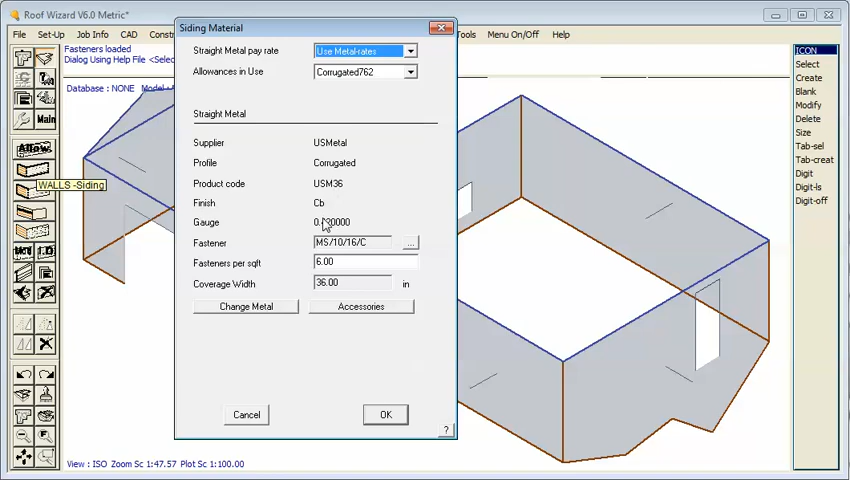 Roof Wizard V6.0 Metric*
File Set-Up Job Info CAD
Tools Menu On/Off Help
Fasteners loaded
Dialog Using Help File <Selec
Database : NONE
Allow
Main
WALLS -Siding
Siding Material
Straight Metal pay rate Use Metal-rates
Allowances in Use Corrugated762
Straight Metal
Supplier USMetal
Profile Corrugated
Product code USM36
Finish Cb
Gauge
Fastener MS/10/16/C ...
Fasteners per sqft 6.00
Coverage Width 36.00 in
Change Metal Accessories
Cancel OK
?
ICON
Select
Create
Blank
Modify
Delete
Size
Tab-sel
Tab-creat
Digit
Digit-ls
Digit-off
View : ISO Zoom Sc 1:47.57 Plot Sc 1:100.00